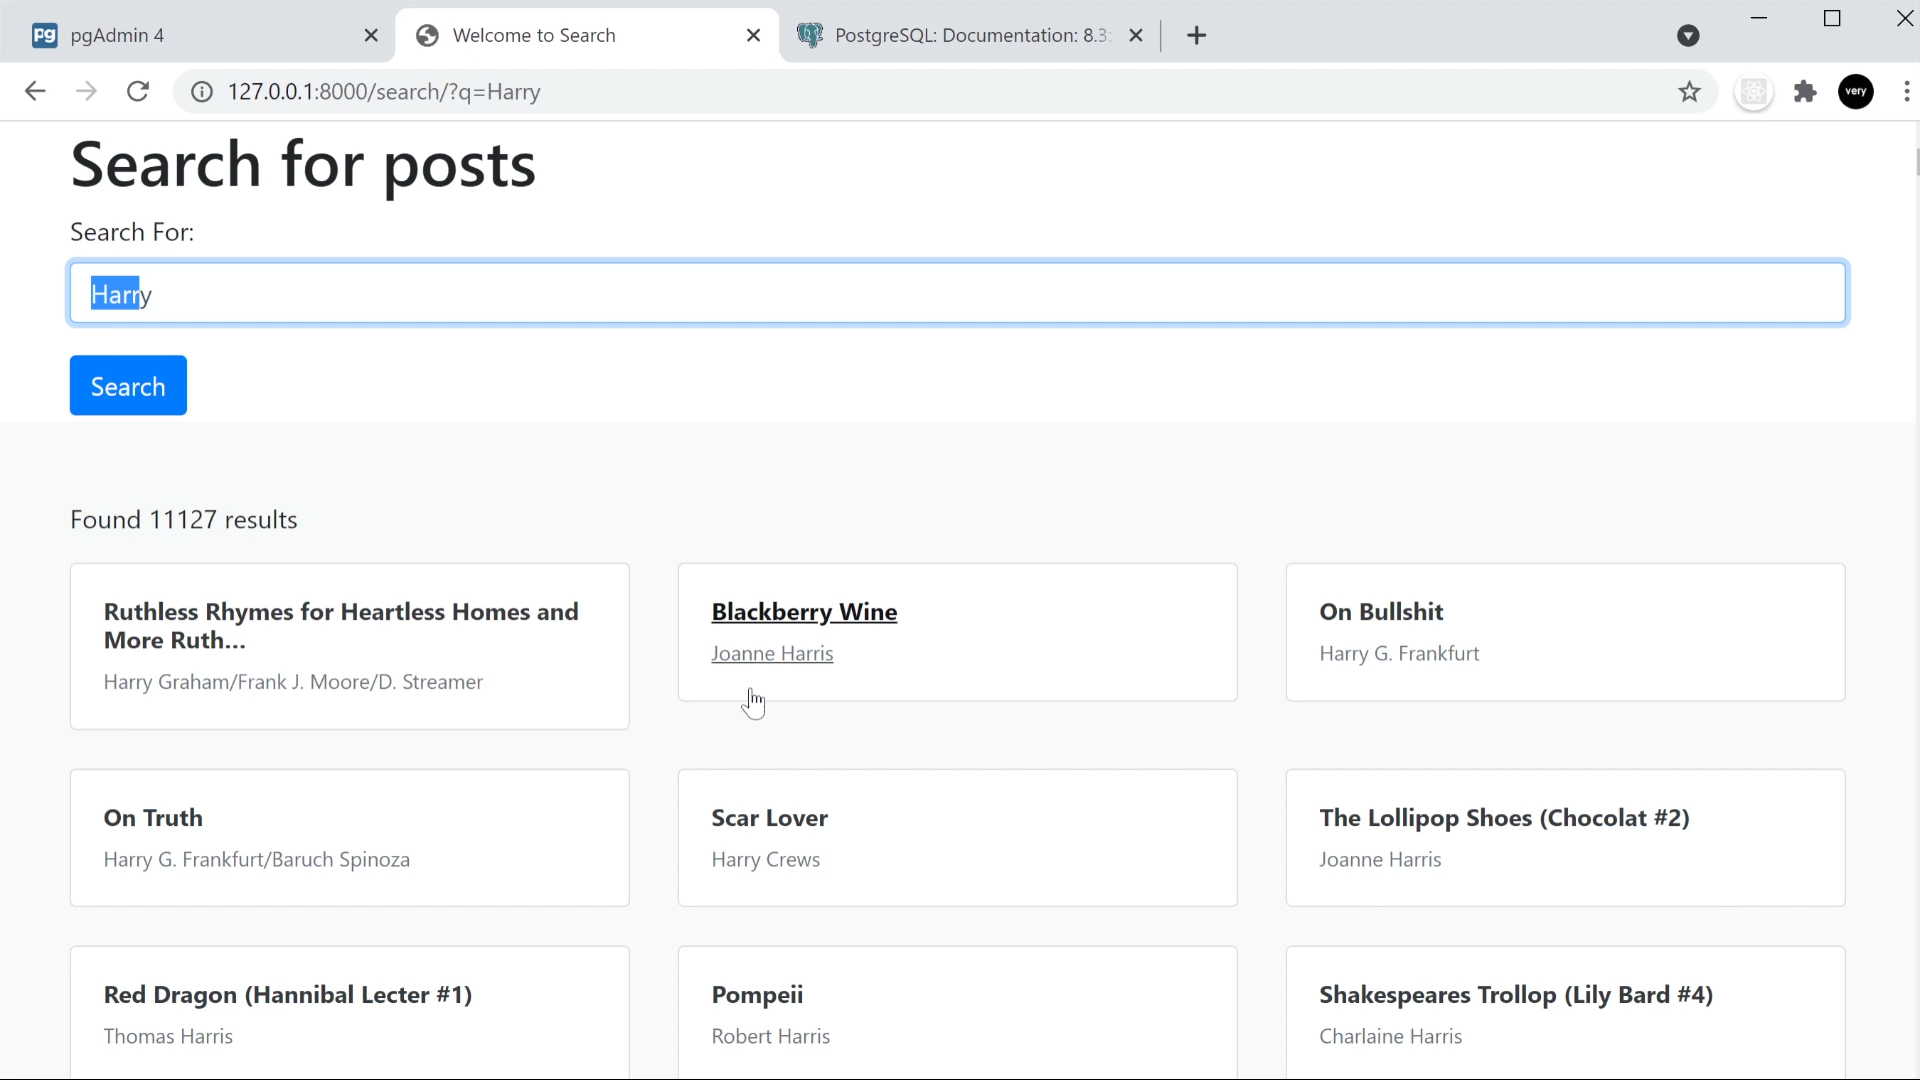 pgAdmin 4
Welcome to Search
PostgreSQL: Documentation: 8.3:
127.0.0.1:8000/search/?q=Harry
very
Search for posts
Search For:
Harry
Search
Found 11127 results
Ruthless Rhymes for Heartless Homes and
More Ruth...
Harry Graham/Frank J. Moore/D. Streamer
Blackberry Wine
Joanne Harris
On Bullshit
Harry G. Frankfurt
On Truth
Harry G. Frankfurt/Baruch Spinoza
Scar Lover
Harry Crews
The Lollipop Shoes (Chocolat #2)
Joanne Harris
Red Dragon (Hannibal Lecter #1)
Thomas Harris
Pompeii
Robert Harris
Shakespeares Trollop (Lily Bard #4)
Charlaine Harris